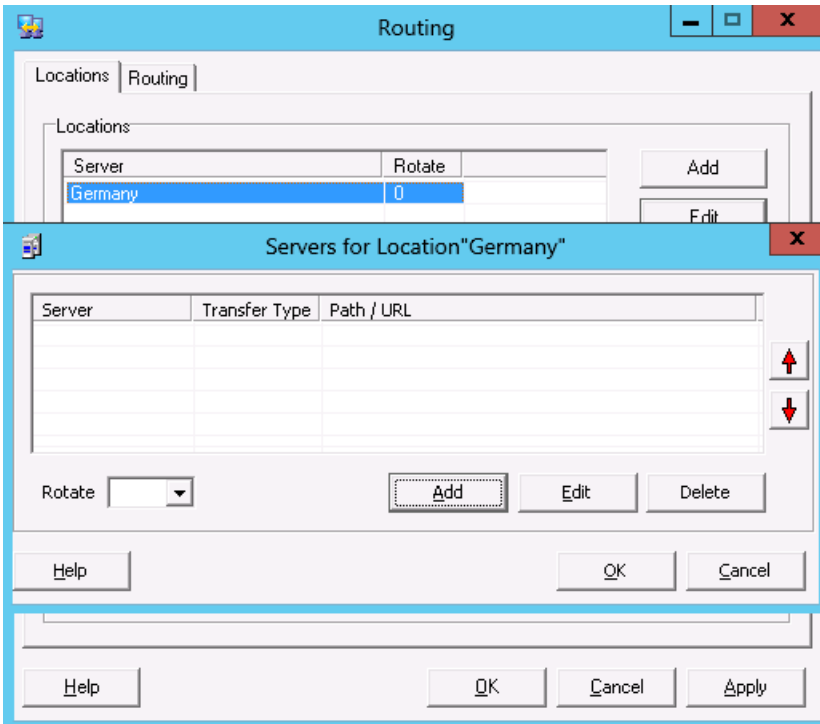 Routing
Locations Routing
Locations
Server Rotate
Germany 0
Add
Edit
Servers for Location"Germany"
Server Transfer Type Path / URL
Rotate Add Edit Delete
Help OK Cancel
Help OK Cancel Apply